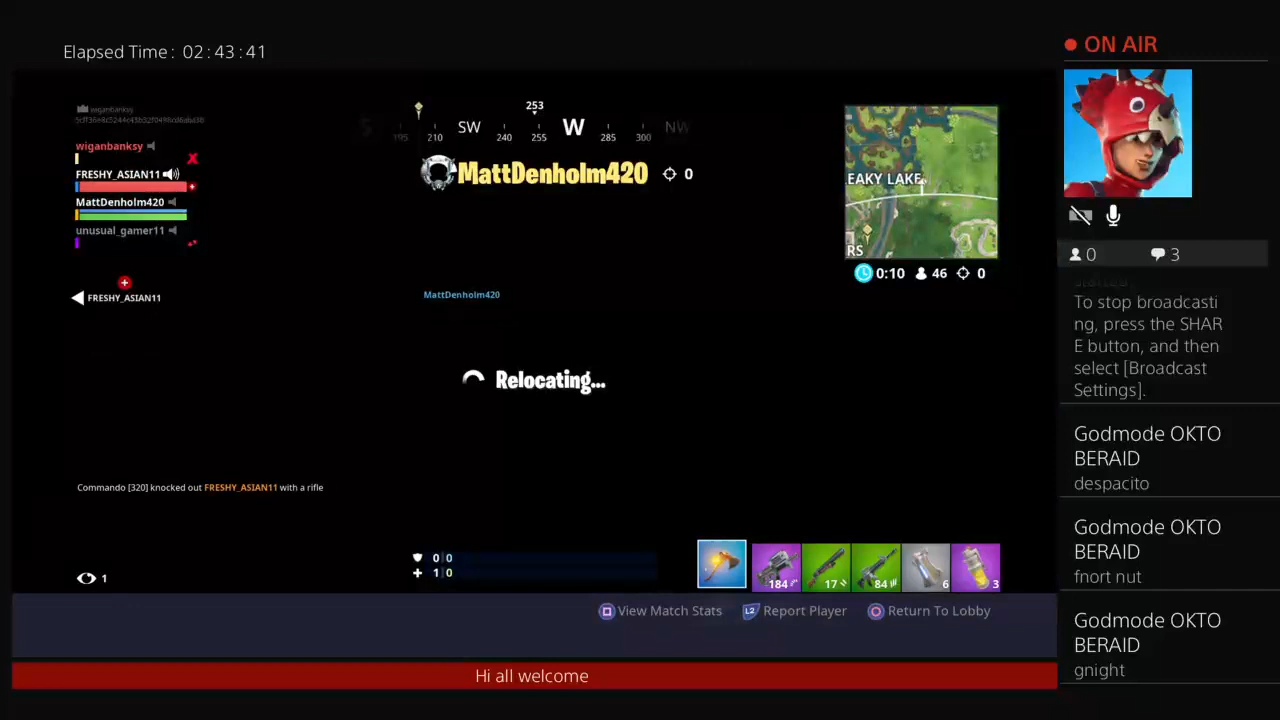 Elapsed Time: 02:43:41
ON AIR
wiganbanksy
wiganbanksy
FRESHY_ASIAN11
MattDenholm420
unusual_gamer11
FRESHY_ASIAN11
253
S 195 210 SW 240 255 W 285 300 NW
MattDenholm420 0
MattDenholm420
Relocating...
EAKY LAKE
RS
0:10 46 0
Commando [320] knocked out FRESHY_ASIAN11 with a rifle
0|0
1|0
184 17 84 6 3
1
View Match Stats L2 Report Player Return To Lobby
Hi all welcome
0 3
To stop broadcasti
ng, press the SHAR
E button, and then
select [Broadcast
Settings].
Godmode OKTO
BERAID
despacito
Godmode OKTO
BERAID
fnort nut
Godmode OKTO
BERAID
gnight